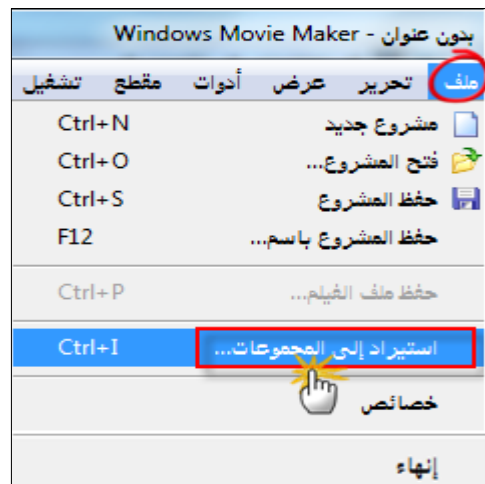 بدون عنوان - Windows Movie Maker
ملف تحرير عرض أدوات مقطع تشغيل
مشروع جديد Ctrl+N
فتح المشروع... Ctrl+O
حفظ المشروع Ctrl+S
حفظ المشروع باسم... F12
حفظ ملف الفيلم... Ctrl+P
استيراد إلى المجموعات... Ctrl+I
خصائص
إنهاء